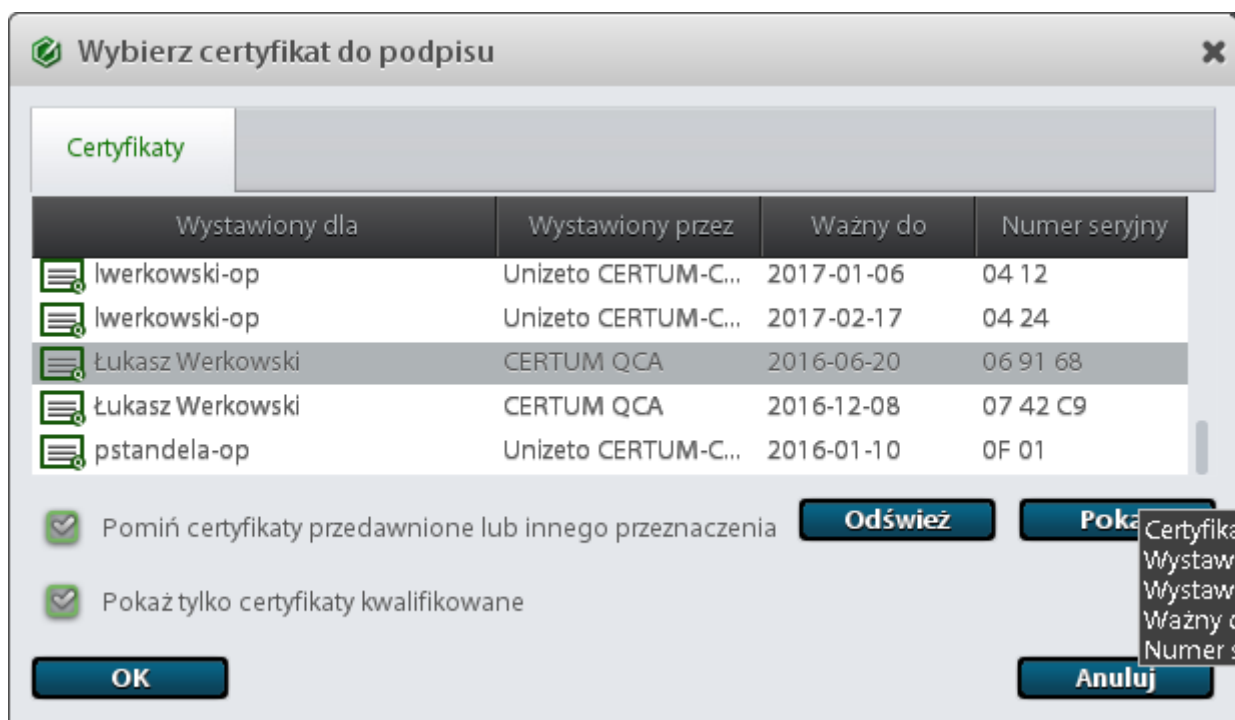 Wybierz certyfikat do podpisu
Certyfikaty
Wystawiony dla Wystawiony przez Ważny do Numer seryjny
lwerkowski-op Unizeto CERTUM-C... 2017-01-06 04 12
lwerkowski-op Unizeto CERTUM-C... 2017-02-17 04 24
Łukasz Werkowski CERTUM QCA 2016-06-20 06 91 68
Łukasz Werkowski CERTUM QCA 2016-12-08 07 42 C9
pstandela-op Unizeto CERTUM-C... 2016-01-10 0F 01
Pomiń certyfikaty przedawnione lub innego przeznaczenia Odśwież
Pokaż tylko certyfikaty kwalifikowane
Ważny
OK Anuluj